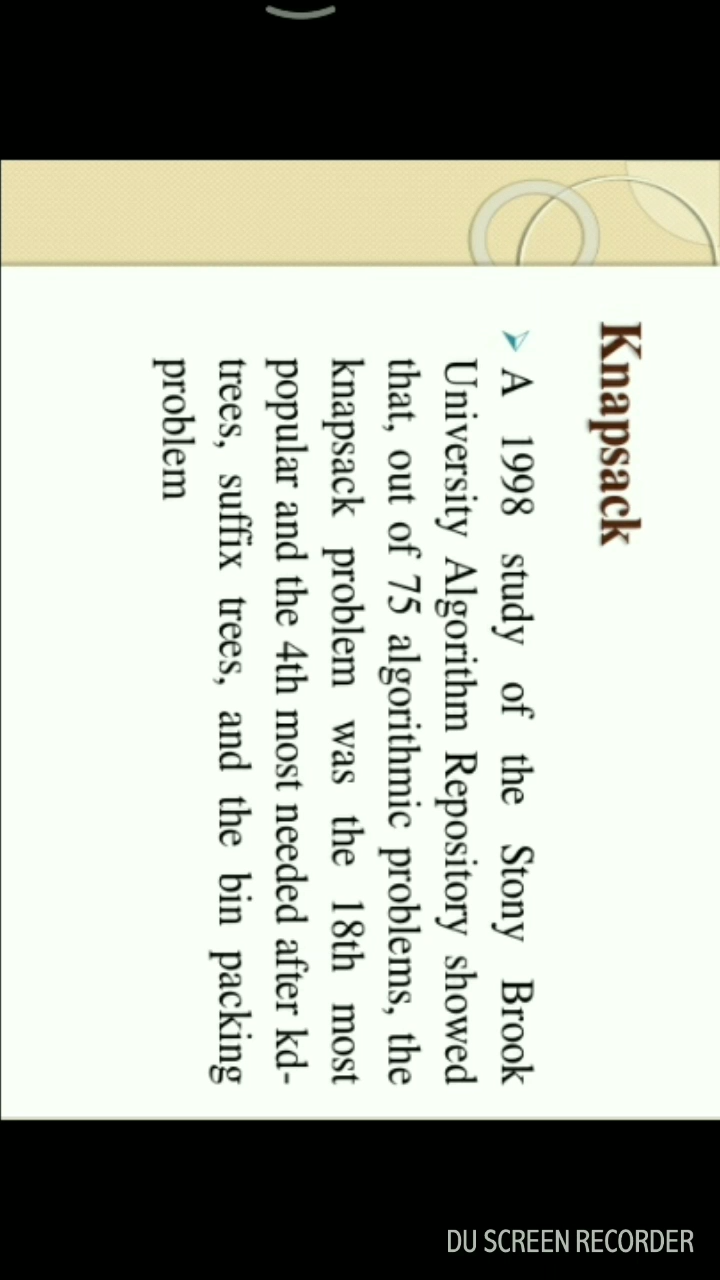 Knapsack
A 1998 study of the Stony Brook
University Algorithm Repository showed
that, out of 75 algorithmic problems, the
knapsack problem was the 18th most
popular and the 4th most needed after kd-
trees, suffix trees, and the bin packing
problem
DU SCREEN RECORDER